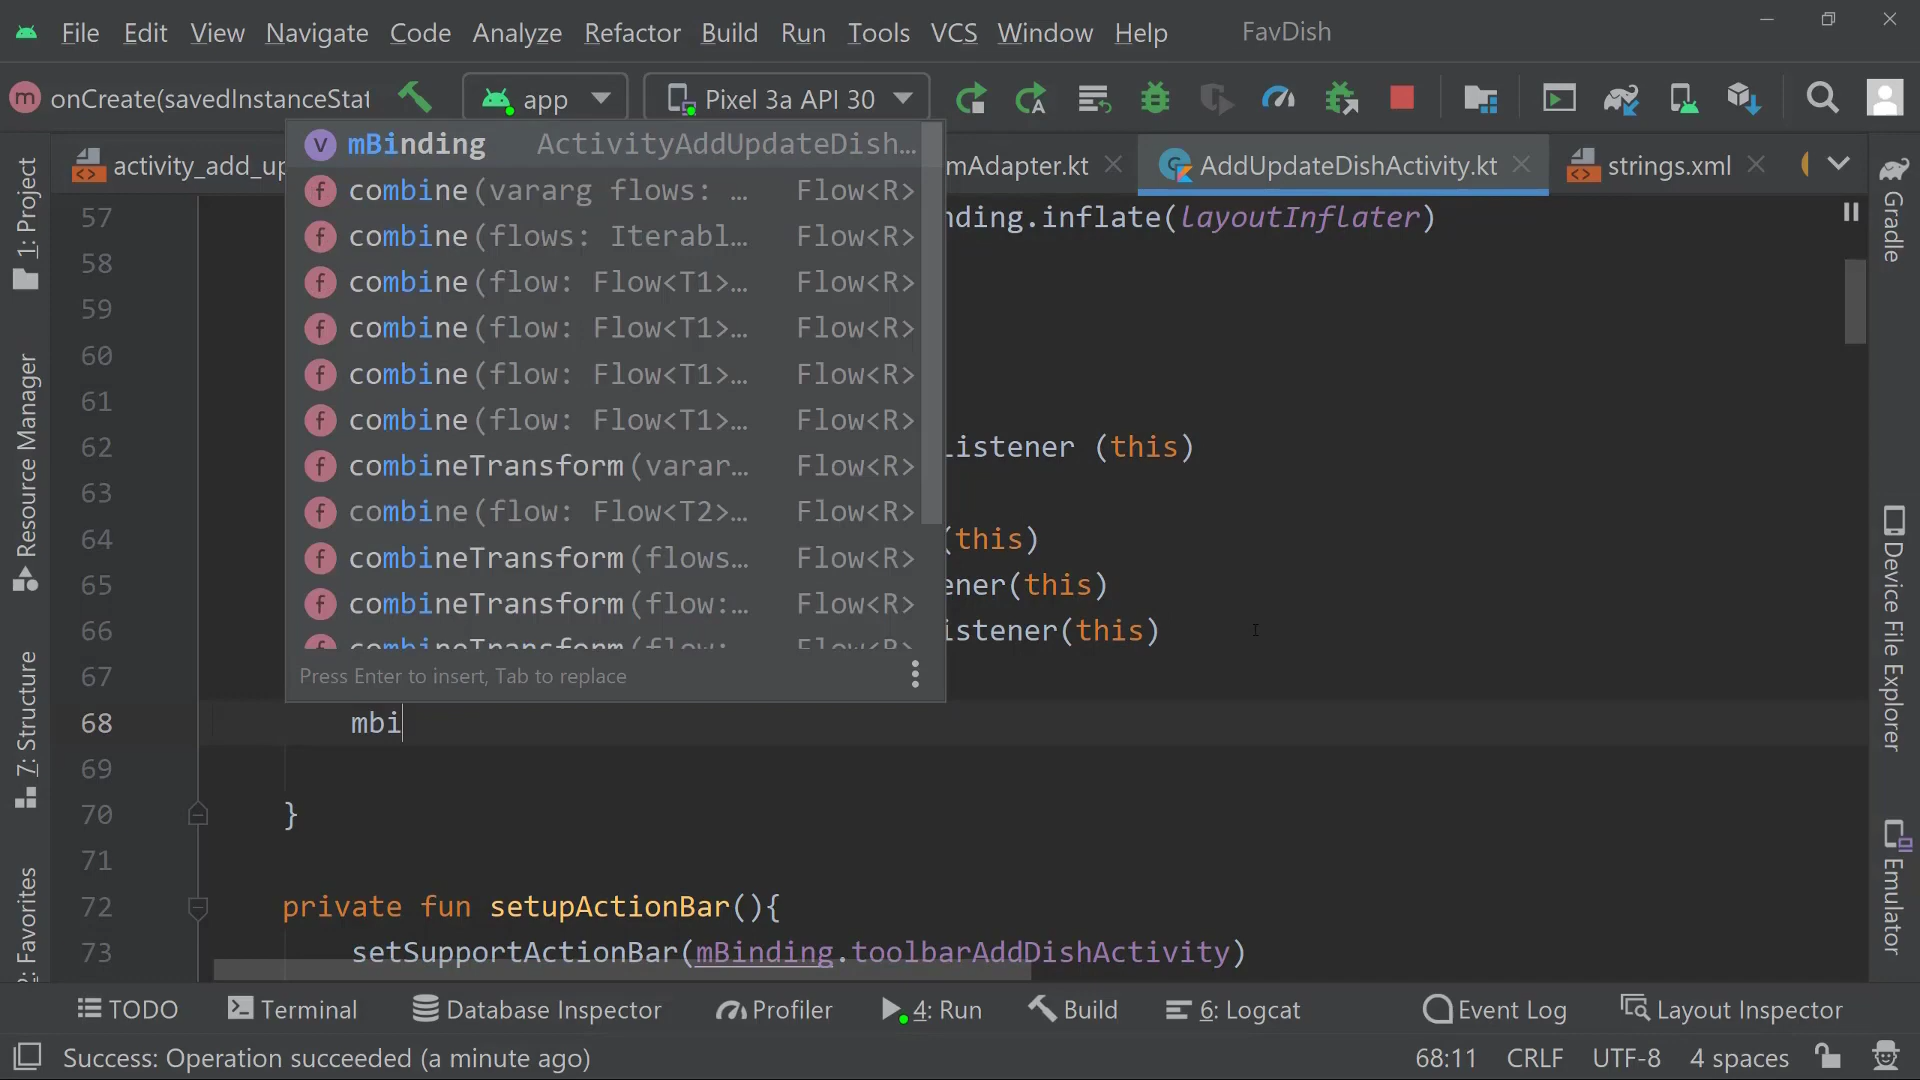 File Edit View Navigate Code Analyze Refactor Build Run Tools VCS Window Help FavDish
m onCreate(savedInstanceStat app Pixel 3a API 30
activity_add_up mAdapter.kt AddUpdateDishActivity.kt strings.xml
v mBinding ActivityAddUpdateDish…
f combine(vararg flows: … Flow<R>
f combine(flows: Iterabl… Flow<R>
f combine(flow: Flow<T1>… Flow<R>
f combine(flow: Flow<T1>… Flow<R>
f combine(flow: Flow<T1>… Flow<R>
f combine(flow: Flow<T1>… Flow<R>
f combineTransform(varar… Flow<R>
f combine(flow: Flow<T2>… Flow<R>
f combineTransform(flows… Flow<R>
f combineTransform(flow:… Flow<R>
combineTransform(flow: Flow<R>
Press Enter to insert, Tab to replace
57 nding.inflate(layoutInflater)
58
59
60
61
62 istener (this)
63
64 (this)
65 ener(this)
66 istener(this)
67
68 mbi
69
70 }
71
72 private fun setupActionBar(){
73 setSupportActionBar(mBinding.toolbarAddDishActivity)
1: Project
Resource Manager
7: Structure
2: Favorites
Gradle
Device File Explorer
Emulator
TODO Terminal Database Inspector Profiler 4: Run Build 6: Logcat Event Log Layout Inspector
Success: Operation succeeded (a minute ago) 68:11 CRLF UTF-8 4 spaces